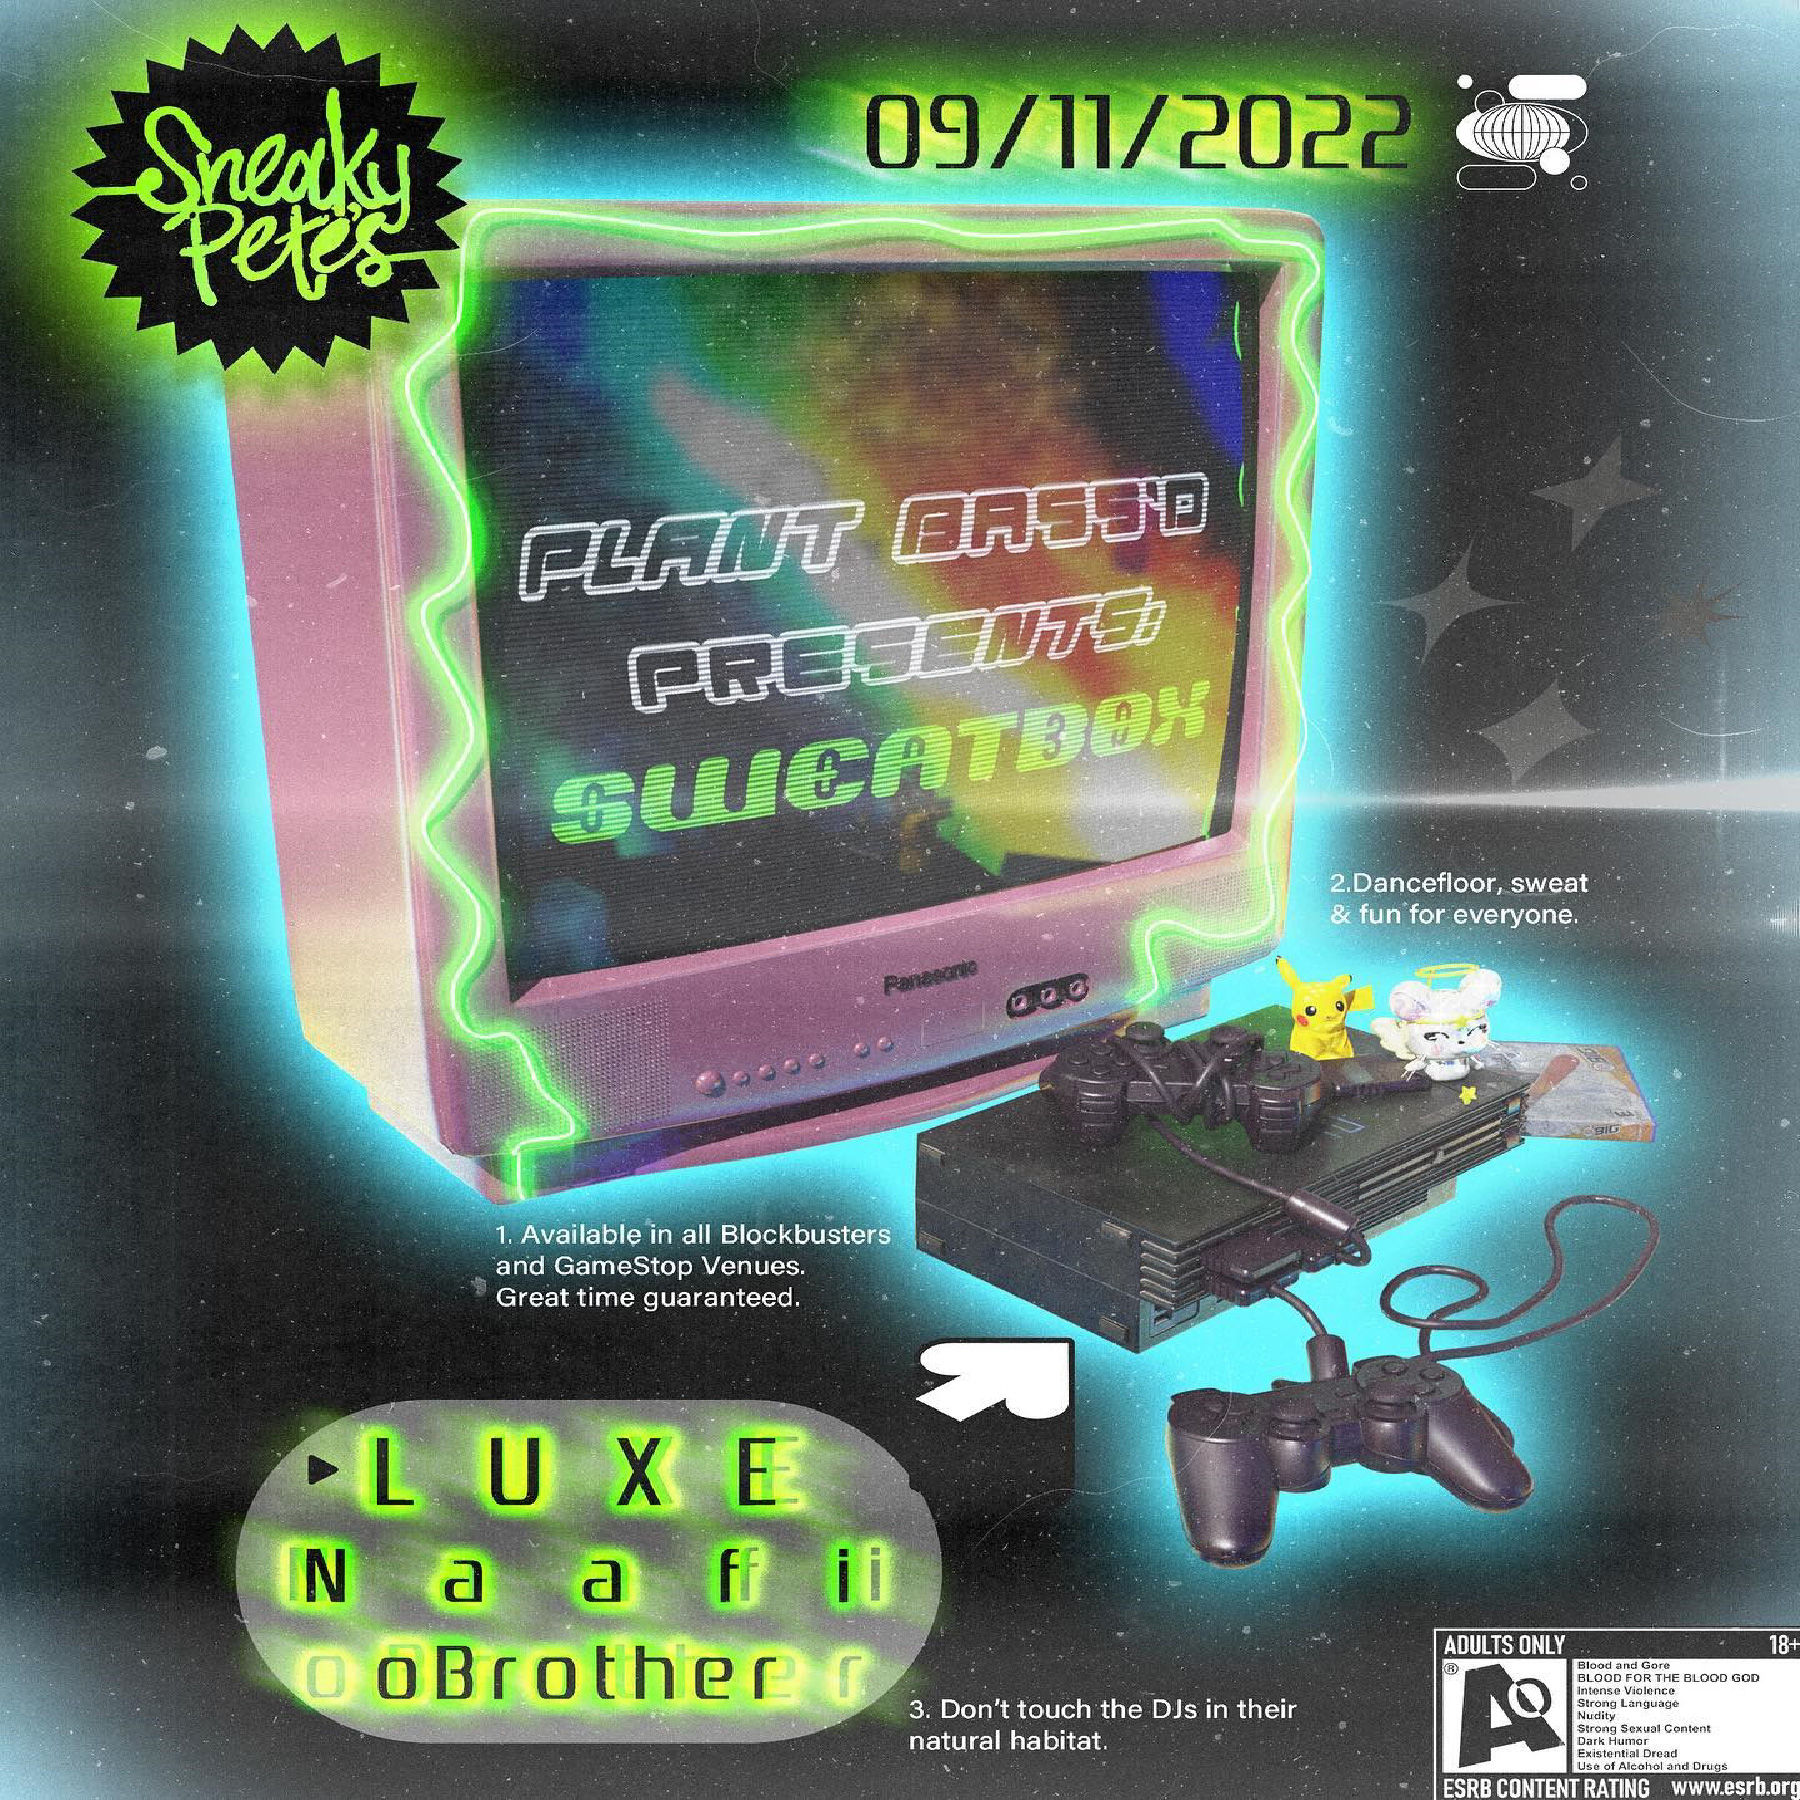 Sneaky
Pete's
09/11/2022
PLANT BASS'D
PRESENTS:
SWEATBOX
Panasonic
2.Dancefloor, sweat
& fun for everyone.
1. Available in all Blockbusters
and GameStop Venues.
Great time guaranteed.
LUXE
Naafi
oBrother
3. Don't touch the DJs in their
natural habitat.
ADULTS ONLY 18+
Blood and Gore
BLOOD FOR THE BLOOD GOD
Intense Violence
Strong Language
Nudity
Strong Sexual Content
Dark Humor
Existential Dread
Use of Alcohol and Drugs
AO
®
ESRB CONTENT RATING www.esrb.org